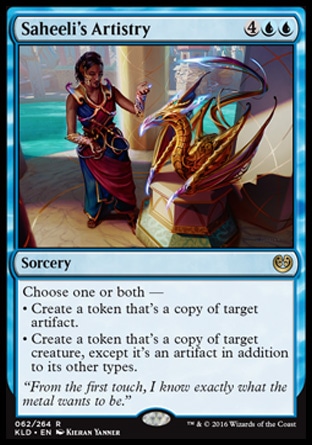 Saheeli's Artistry 4
Sorcery
Choose one or both —
• Create a token that's a copy of target
artifact.
• Create a token that's a copy of target
creature, except it's an artifact in addition
to its other types.
“From the first touch, I know exactly what the
metal wants to be.”
062/264 R
KLD • EN Kieran Yanner ™ & © 2016 Wizards of the Coast